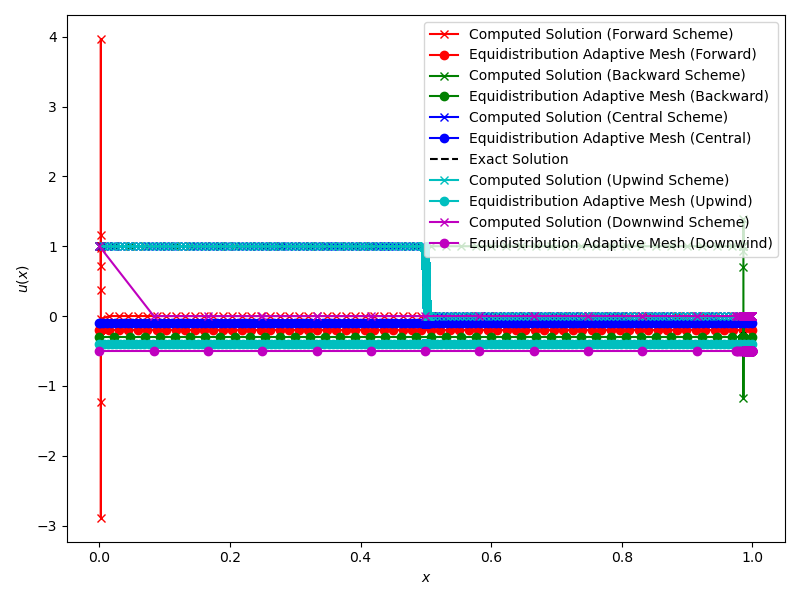 Computed Solution (Forward Scheme)
Equidistribution Adaptive Mesh (Forward)
Computed Solution (Backward Scheme)
Equidistribution Adaptive Mesh (Backward)
Computed Solution (Central Scheme)
Equidistribution Adaptive Mesh (Central)
Exact Solution
Computed Solution (Upwind Scheme)
Equidistribution Adaptive Mesh (Upwind)
Computed Solution (Downwind Scheme)
Equidistribution Adaptive Mesh (Downwind)
4
3
2
1
0
−1
−2
−3
u(x)
0.0 0.2 0.4 0.6 0.8 1.0
x